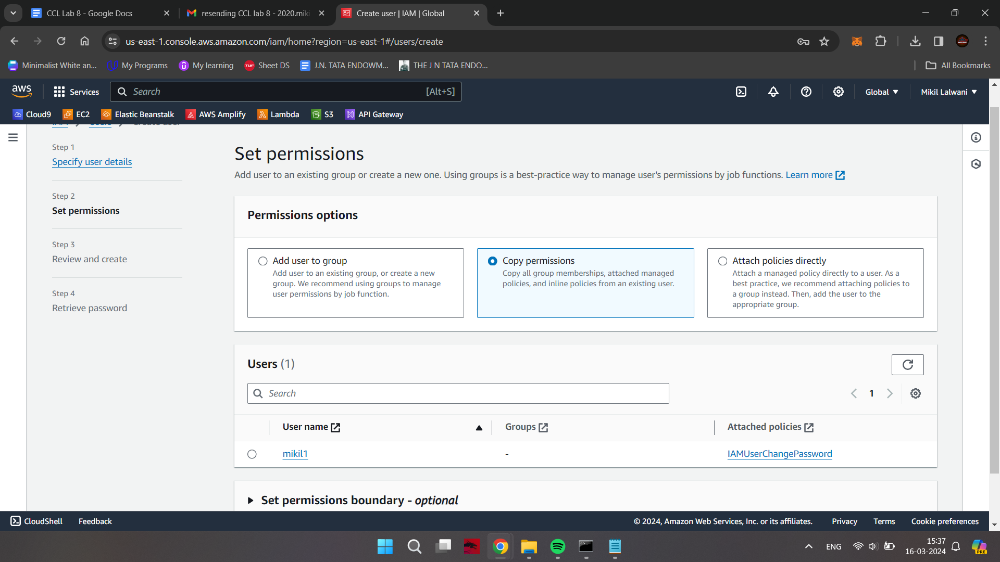 CCL Lab 8 - Google Docs
resending CCL lab 8 - 2020.miki
Create user | IAM | Global
us-east-1.console.aws.amazon.com/iam/home?region=us-east-1#/users/create
Minimalist White an...
My Programs
My learning
TUF
Sheet DS
J.N. TATA ENDOWM...
THE J N TATA ENDO...
All Bookmarks
aws
Services
Search
[Alt+S]
Global
Mikil Lalwani
Cloud9
EC2
Elastic Beanstalk
AWS Amplify
Lambda
S3
API Gateway
IAM
Users
Create user
Step 1
Specify user details
Step 2
Set permissions
Step 3
Review and create
Step 4
Retrieve password
Set permissions
Add user to an existing group or create a new one. Using groups is a best-practice way to manage user's permissions by job functions. Learn more
Permissions options
Add user to group
Add user to an existing group, or create a new
group. We recommend using groups to manage
user permissions by job function.
Copy permissions
Copy all group memberships, attached managed
policies, and inline policies from an existing user.
Attach policies directly
Attach a managed policy directly to a user. As a
best practice, we recommend attaching policies to
a group instead. Then, add the user to the
appropriate group.
Users (1)
Search
1
User name
Groups
Attached policies
mikil1
-
IAMUserChangePassword
Set permissions boundary - optional
CloudShell
Feedback
© 2024, Amazon Web Services, Inc. or its affiliates.
Privacy
Terms
Cookie preferences
ENG
15:37
16-03-2024
PRE